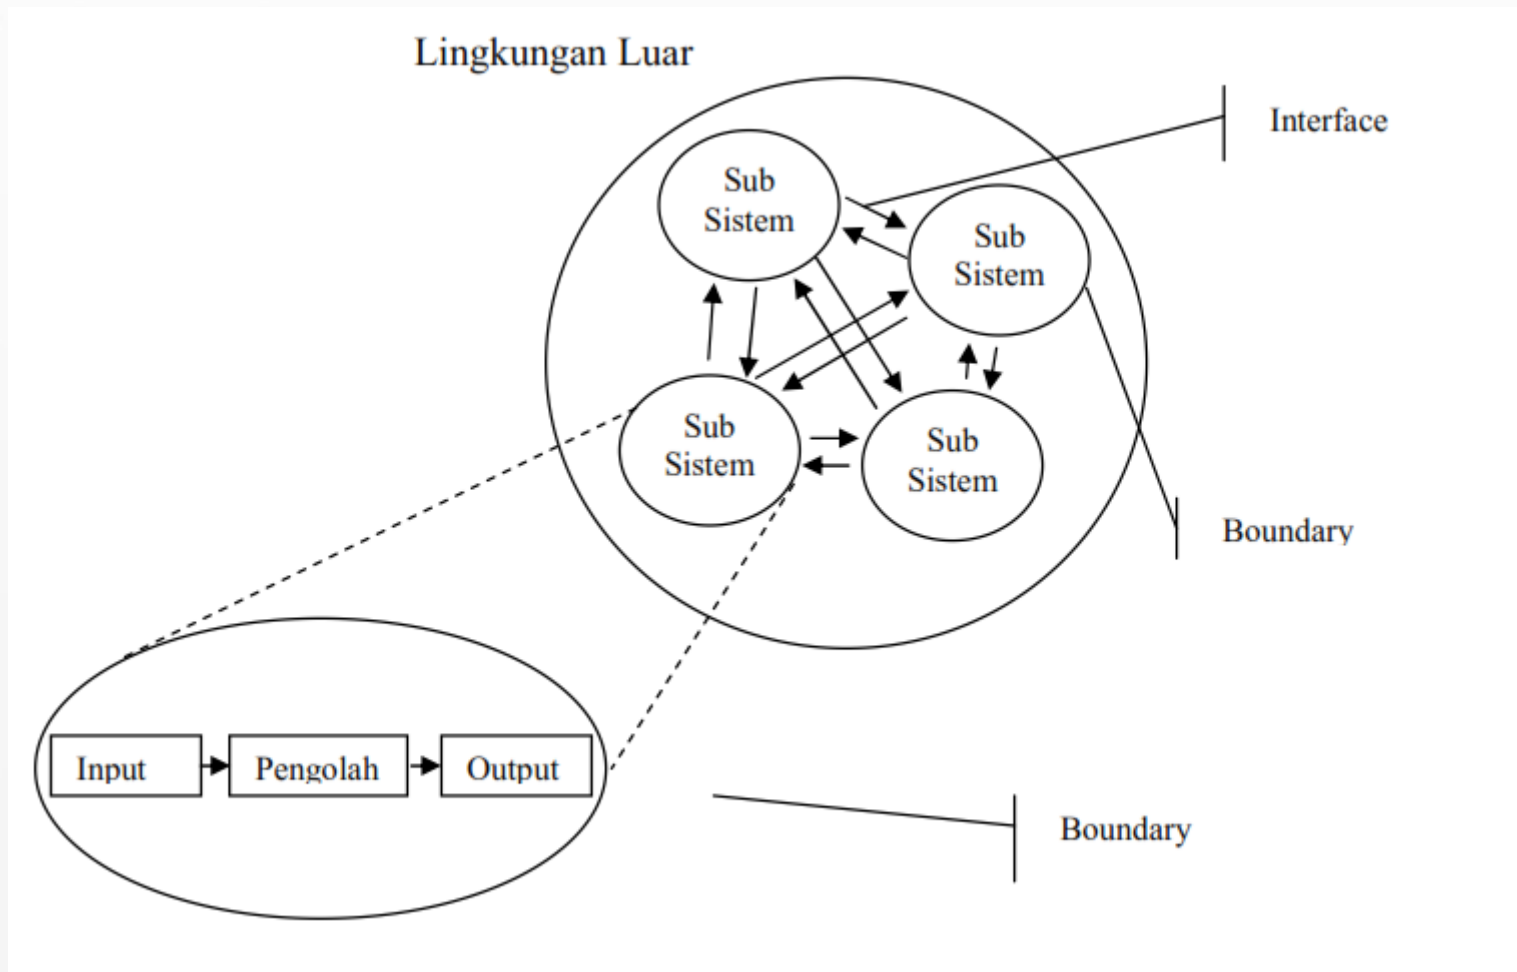 Lingkungan Luar
Interface
Sub
Sistem
Sub
Sistem
Sub
Sistem
Sub
Sistem
Boundary
Input
Pengolah
Output
Boundary